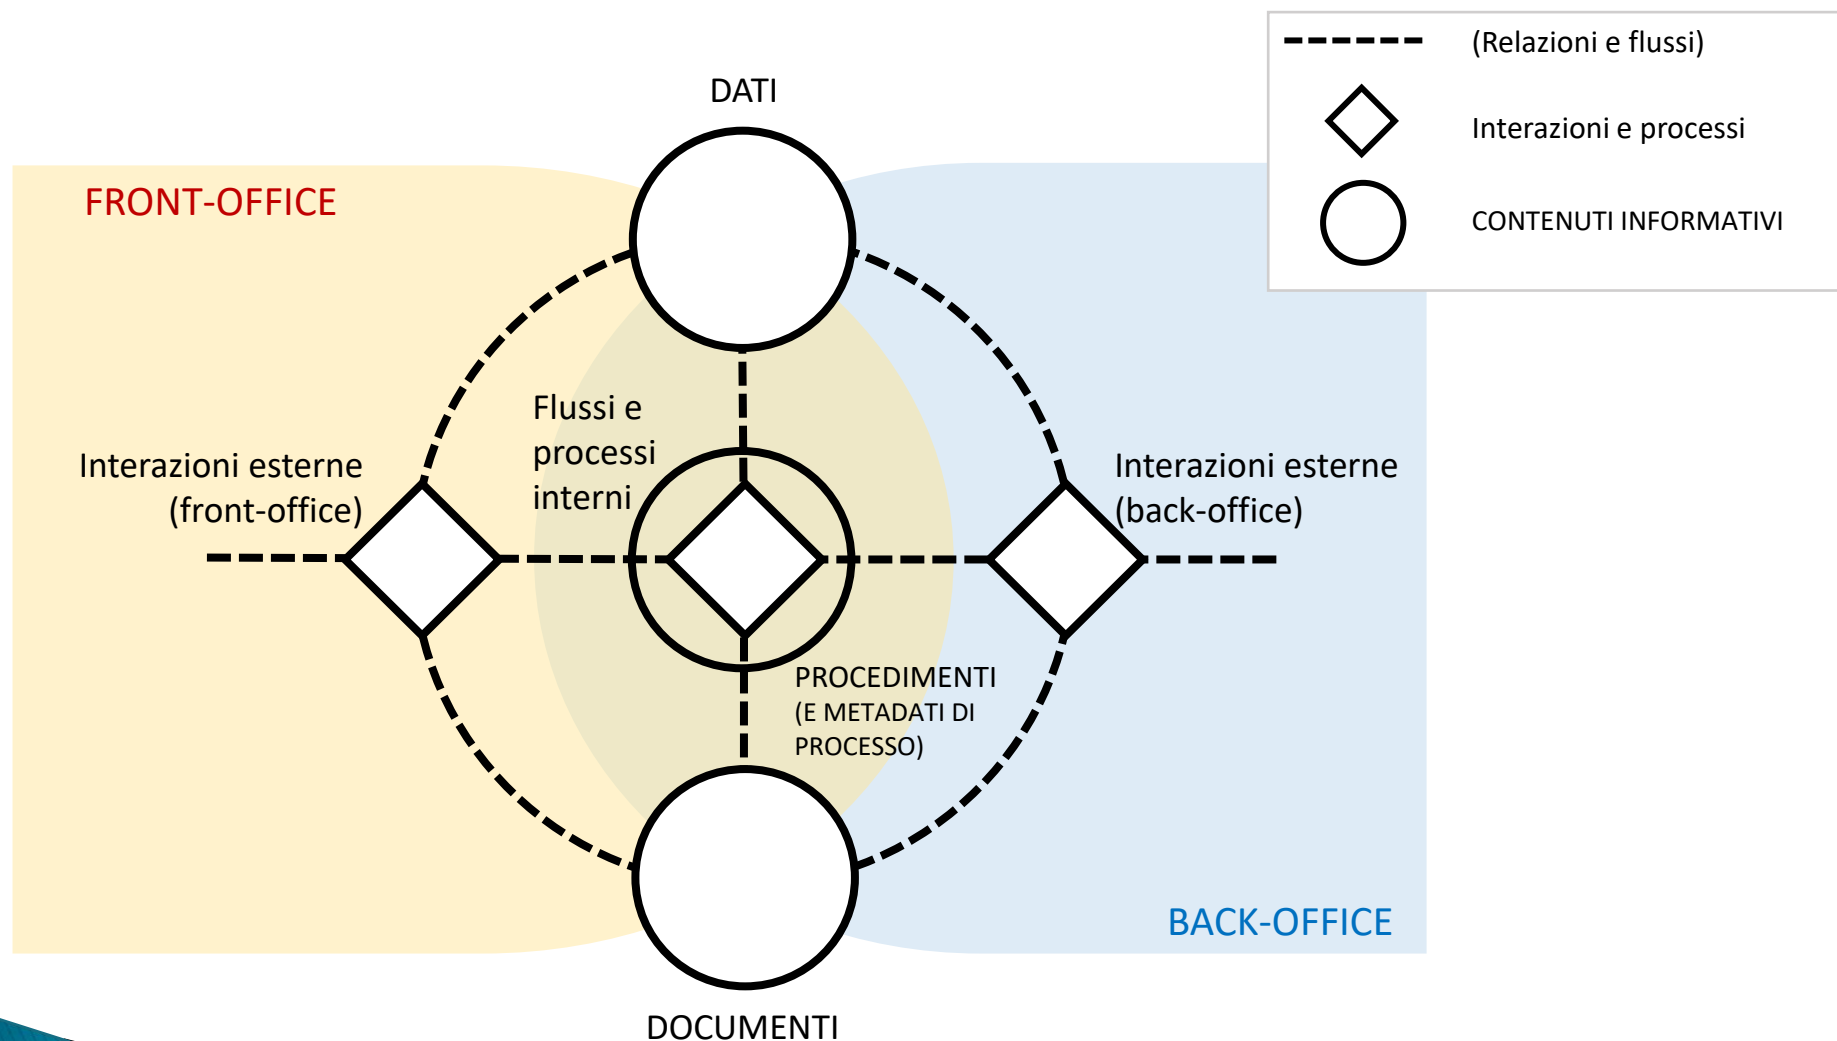 (Relazioni e flussi)
Interazioni e processi
CONTENUTI INFORMATIVI
DATI
FRONT-OFFICE
Flussi e
processi
interni
Interazioni esterne
(front-office)
Interazioni esterne
(back-office)
PROCEDIMENTI
(E METADATI DI
PROCESSO)
BACK-OFFICE
DOCUMENTI